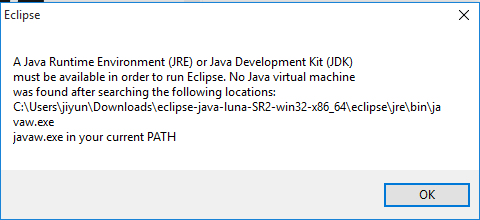 Eclipse
A Java Runtime Environment (JRE) or Java Development Kit (JDK)
must be available in order to run Eclipse. No Java virtual machine
was found after searching the following locations:
C:\Users\jiyun\Downloads\eclipse-java-luna-SR2-win32-x86_64\eclipse\jre\bin\ja
vaw.exe
javaw.exe in your current PATH
OK